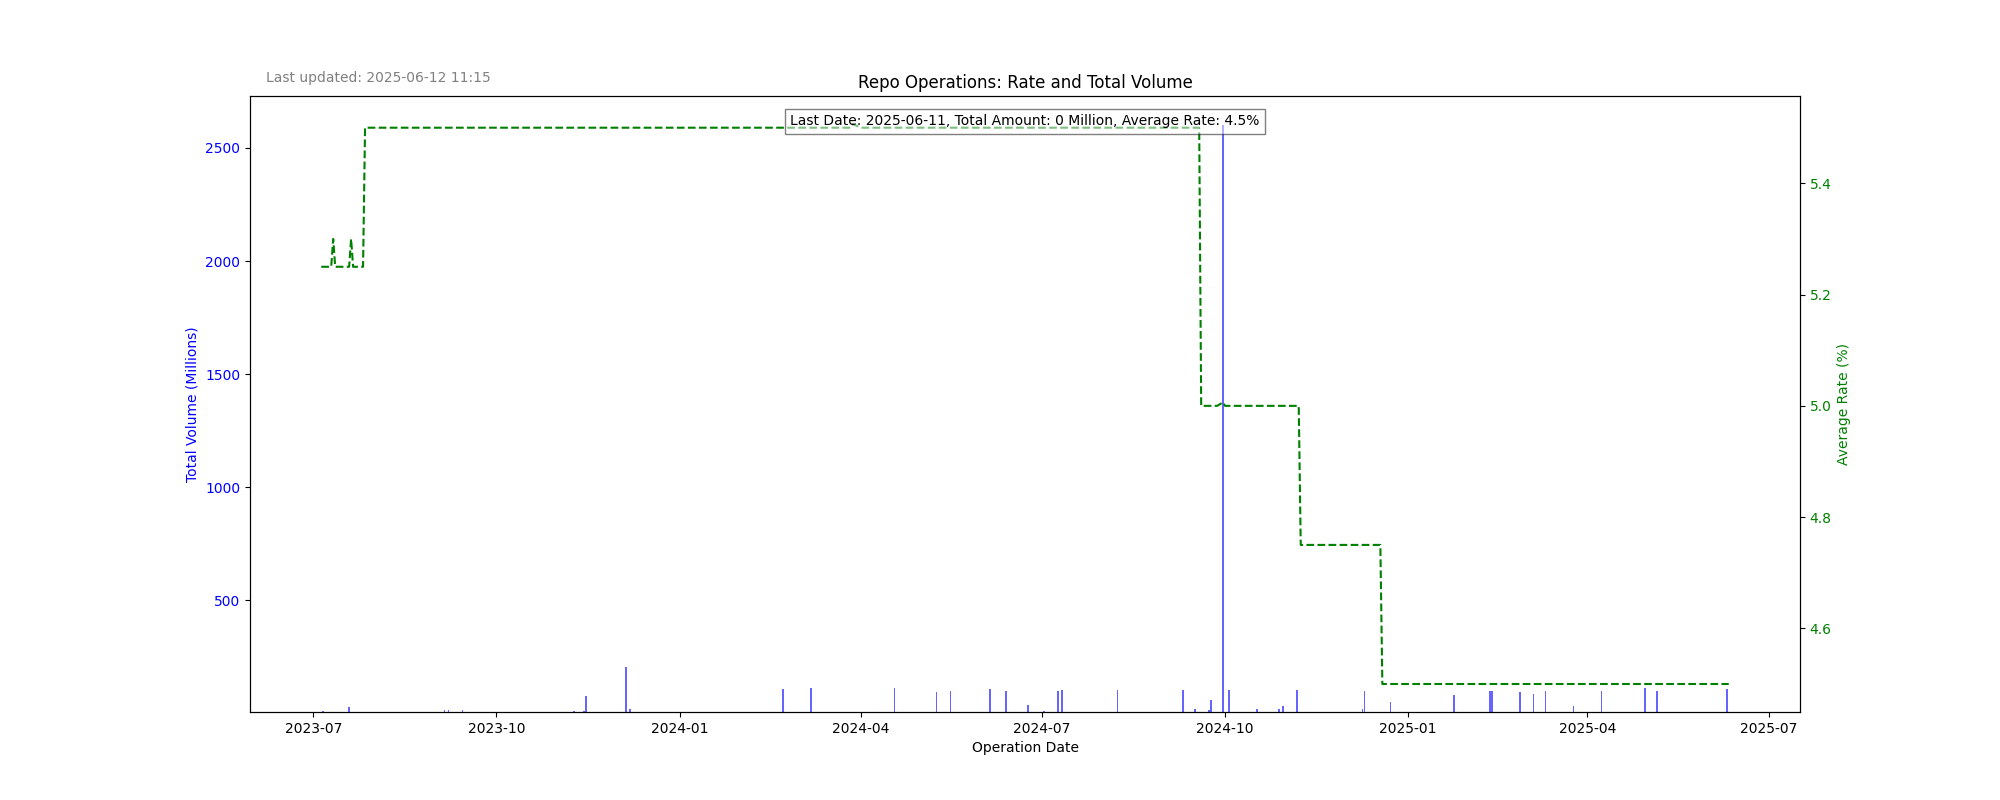 Last updated: 2025-06-12 11:15
Repo Operations: Rate and Total Volume
Last Date: 2025-06-11, Total Amount: 0 Million, Average Rate: 4.5%
Total Volume (Millions)
2500
2000
1500
1000
500
5.4
5.2
5.0
4.8
4.6
Average Rate (%)
2023-07 2023-10 2024-01 2024-04 2024-07 2024-10 2025-01 2025-04 2025-07
Operation Date